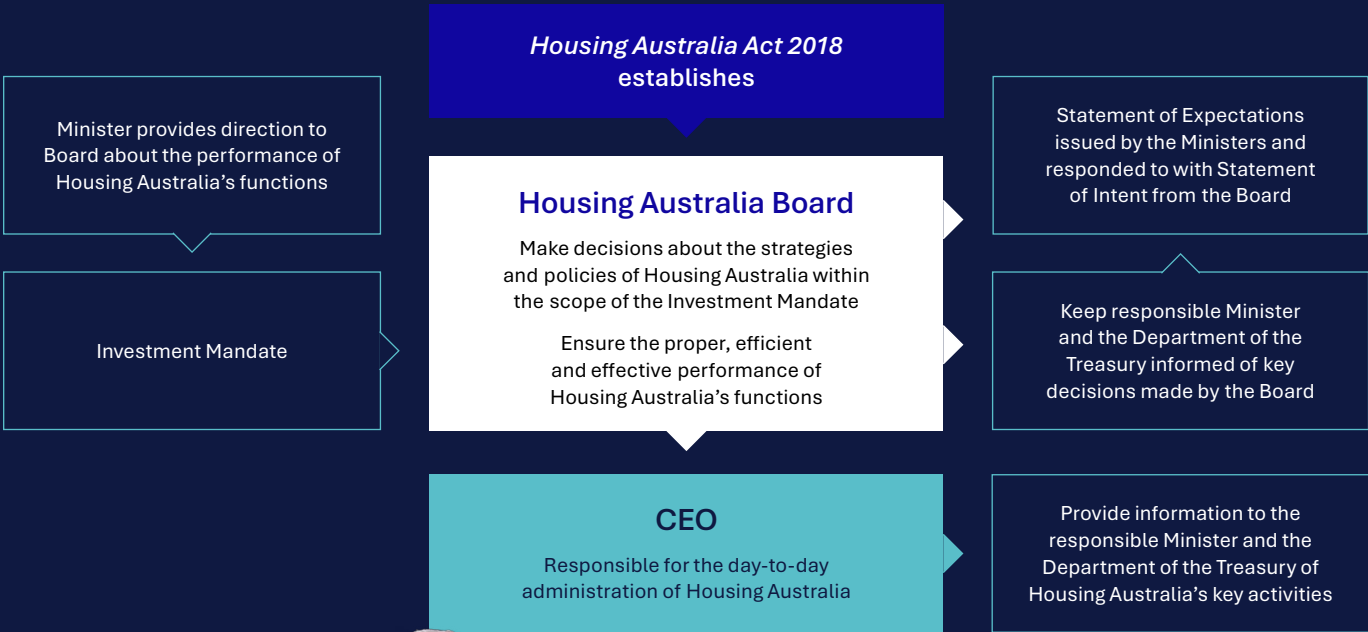 Housing Australia Act 2018
establishes
Minister provides direction to
Board about the performance of
Housing Australia's functions
Investment Mandate
Housing Australia Board
Make decisions about the strategies
and policies of Housing Australia within
the scope of the Investment Mandate
Ensure the proper, efficient
and effective performance of
Housing Australia's functions
CEO
Responsible for the day-to-day
administration of Housing Australia
Statement of Expectations
issued by the Ministers and
responded to with Statement
of Intent from the Board
Keep responsible Minister
and the Department of the
Treasury informed of key
decisions made by the Board
Provide information to the
responsible Minister and the
Department of the Treasury of
Housing Australia's key activities